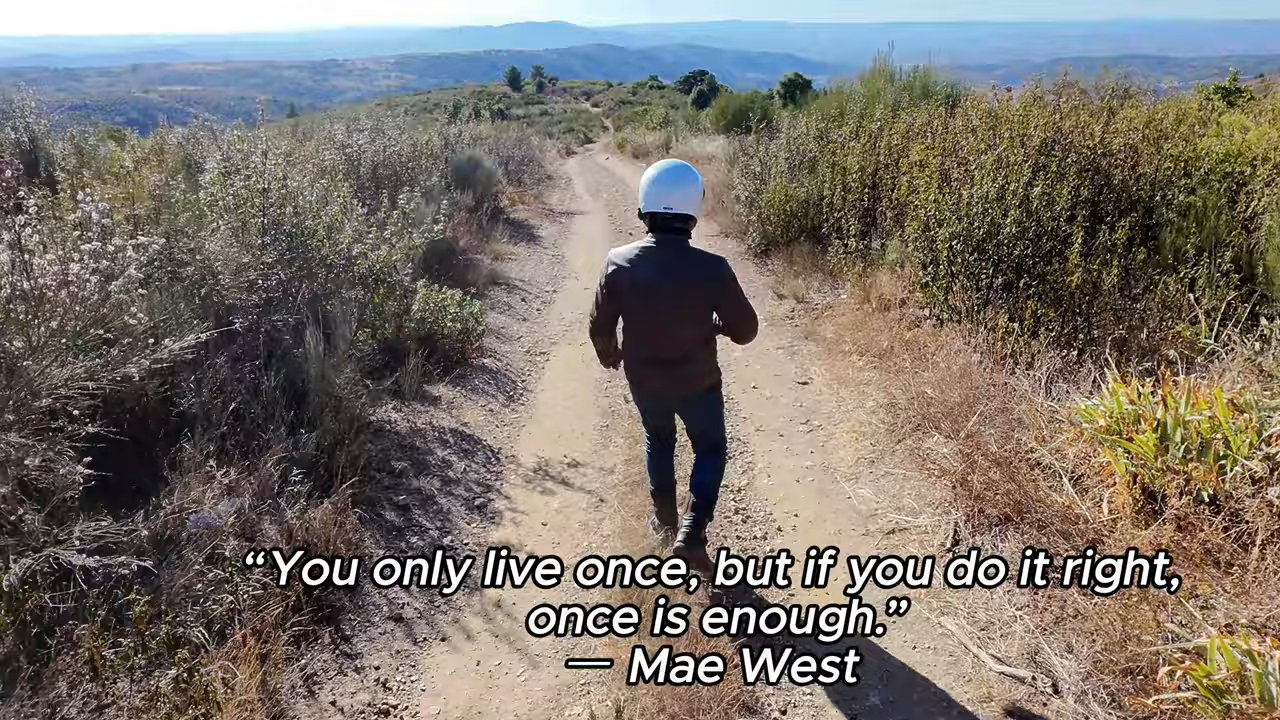 “You only live once, but if you do it right,
once is enough.”
— Mae West